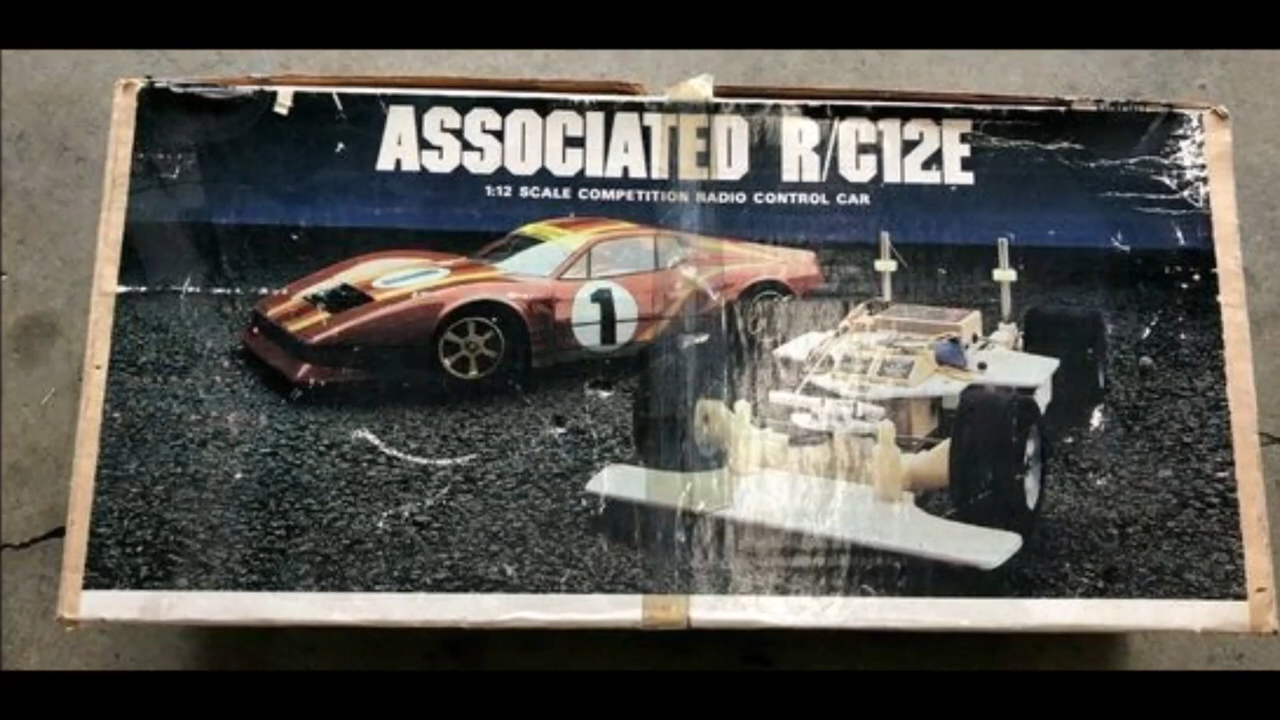 ASSOCIATED R/C12E
1:12 SCALE COMPETITION RADIO CONTROL CAR
1